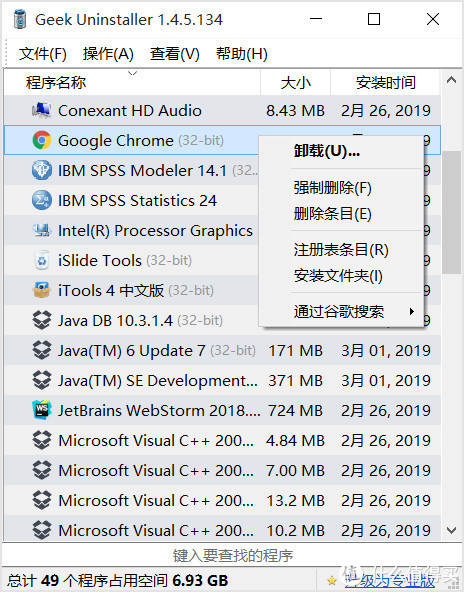 Geek Uninstaller 1.4.5.134
文件(F) 操作(A) 查看(V) 帮助(H)
程序名称 大小 安装时间
Conexant HD Audio 8.43 MB 2月 26, 2019
Google Chrome (32-bit) 9
卸载(U)...
IBM SPSS Modeler 14.1 (32... 9
强制删除(F)
IBM SPSS Statistics 24 9
删除条目(E)
Intel(R) Processor Graphics 9
注册表条目(R)
iSlide Tools (32-bit) 9
安装文件夹(I)
iTools 4 中文版 (32-bit) 9
通过谷歌搜索
Java DB 10.3.1.4 (32-bit) 9
Java(TM) 6 Update 7 (32-bit) 171 MB 3月 01, 2019
Java(TM) SE Development... 371 MB 3月 01, 2019
JetBrains WebStorm 2018.... 724 MB 2月 26, 2019
Microsoft Visual C++ 200... 4.84 MB 2月 26, 2019
Microsoft Visual C++ 200... 7.00 MB 2月 26, 2019
Microsoft Visual C++ 200... 13.2 MB 2月 26, 2019
Microsoft Visual C++ 200... 10.2 MB 2月 26, 2019
键入要查找的程序
总计 49 个程序占用空间 6.93 GB 升级为专业版
值 什么值得买